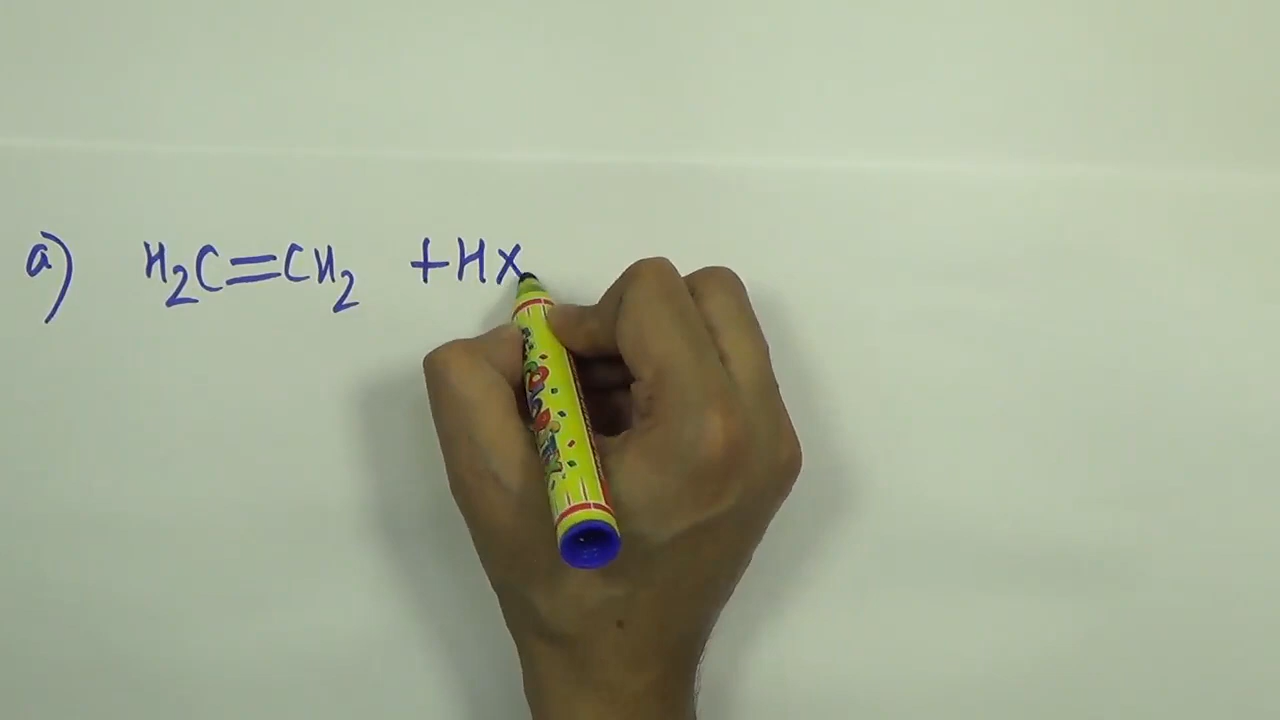 a) H₂C=CH₂ +HX